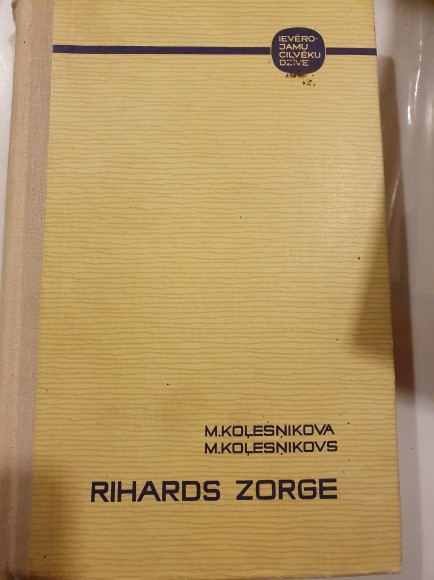 IEVĒRO-
JAMU
CILVĒKU
DZĪVE
M.KOĻESŅIKOVA
M.KOĻESŅIKOVS
RIHARDS ZORGE